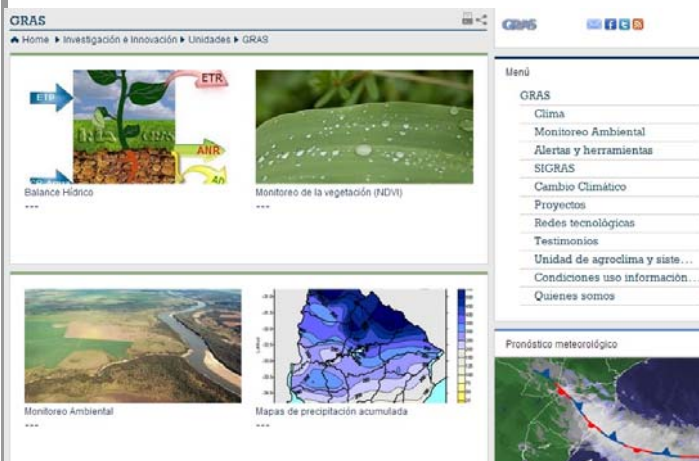 GRAS
Home ▶ Investigación e Innovación ▶ Unidades ▶ GRAS
ETP
ETR
ANR
Balance Hídrico
---
Monitoreo de la vegetación (NDVI)
---
Monitoreo Ambiental
---
Mapas de precipitación acumulada
---
GRAS
Menú
GRAS
Clima
Monitoreo Ambiental
Alertas y herramientas
SIGRAS
Cambio Climático
Proyectos
Redes tecnológicas
Testimonios
Unidad de agroclima y siste...
Condiciones uso información...
Quienes somos
Pronóstico meteorológico